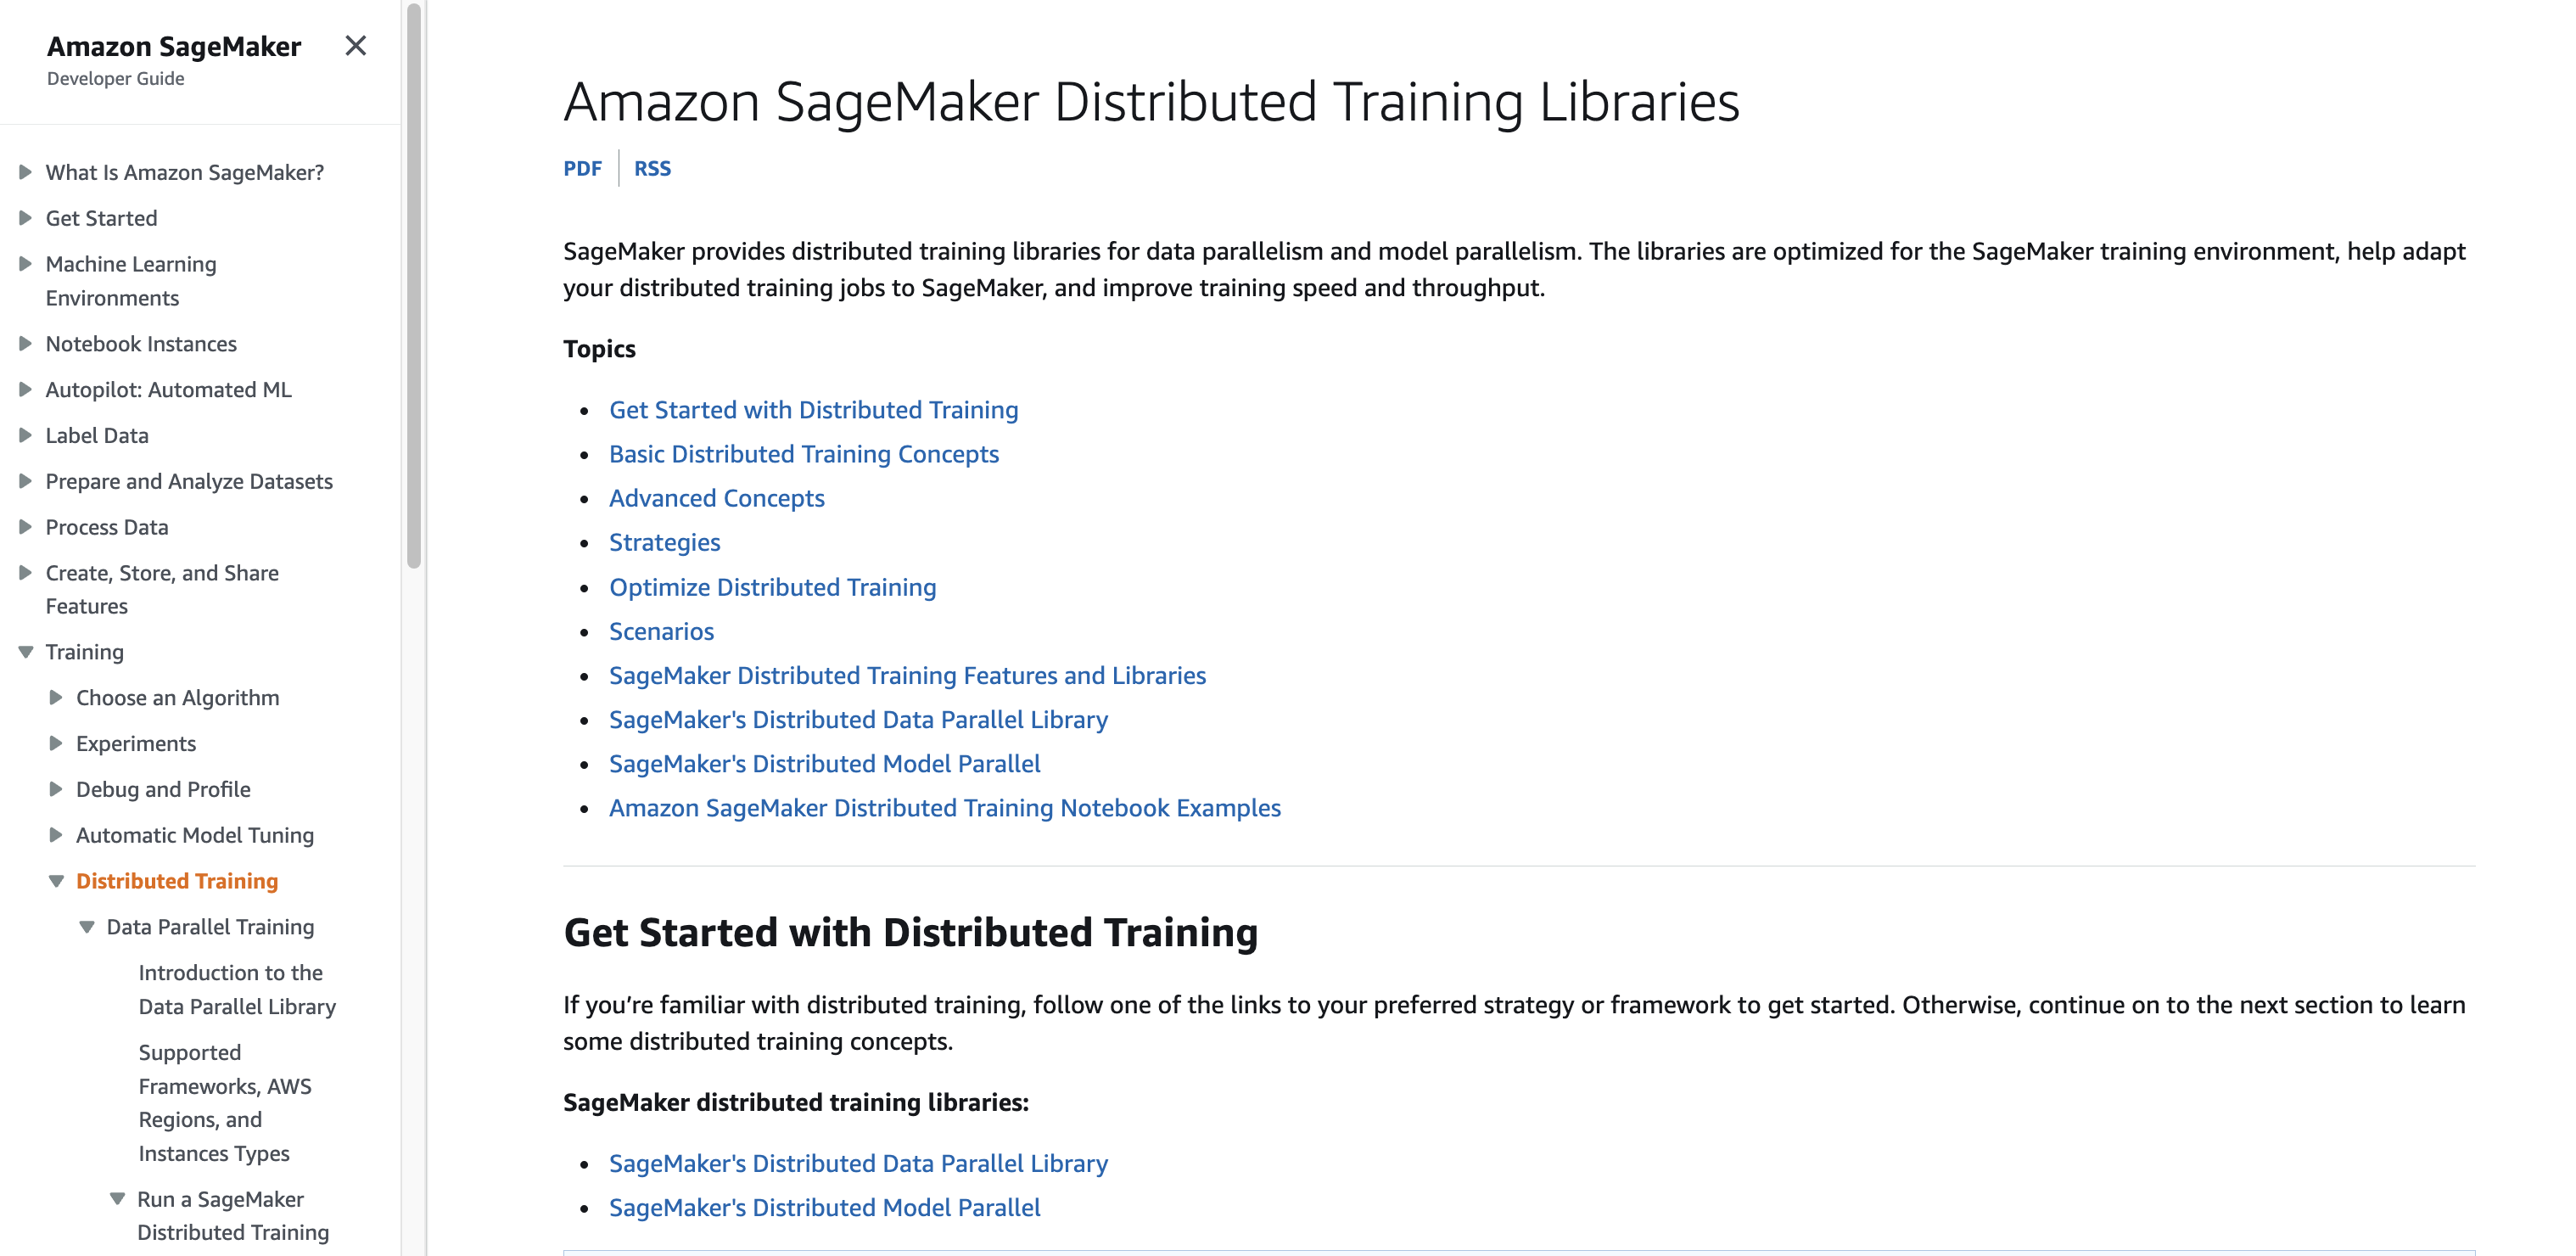 Amazon SageMaker
Developer Guide
What Is Amazon SageMaker?
Get Started
Machine Learning
Environments
Notebook Instances
Autopilot: Automated ML
Label Data
Prepare and Analyze Datasets
Process Data
Create, Store, and Share
Features
Training
Choose an Algorithm
Experiments
Debug and Profile
Automatic Model Tuning
Distributed Training
Data Parallel Training
Introduction to the
Data Parallel Library
Supported
Frameworks, AWS
Regions, and
Instances Types
Run a SageMaker
Distributed Training
Amazon SageMaker Distributed Training Libraries
PDF RSS
SageMaker provides distributed training libraries for data parallelism and model parallelism. The libraries are optimized for the SageMaker training environment, help adapt
your distributed training jobs to SageMaker, and improve training speed and throughput.
Topics
Get Started with Distributed Training
Basic Distributed Training Concepts
Advanced Concepts
Strategies
Optimize Distributed Training
Scenarios
SageMaker Distributed Training Features and Libraries
SageMaker's Distributed Data Parallel Library
SageMaker's Distributed Model Parallel
Amazon SageMaker Distributed Training Notebook Examples
Get Started with Distributed Training
If you’re familiar with distributed training, follow one of the links to your preferred strategy or framework to get started. Otherwise, continue on to the next section to learn
some distributed training concepts.
SageMaker distributed training libraries:
SageMaker's Distributed Data Parallel Library
SageMaker's Distributed Model Parallel